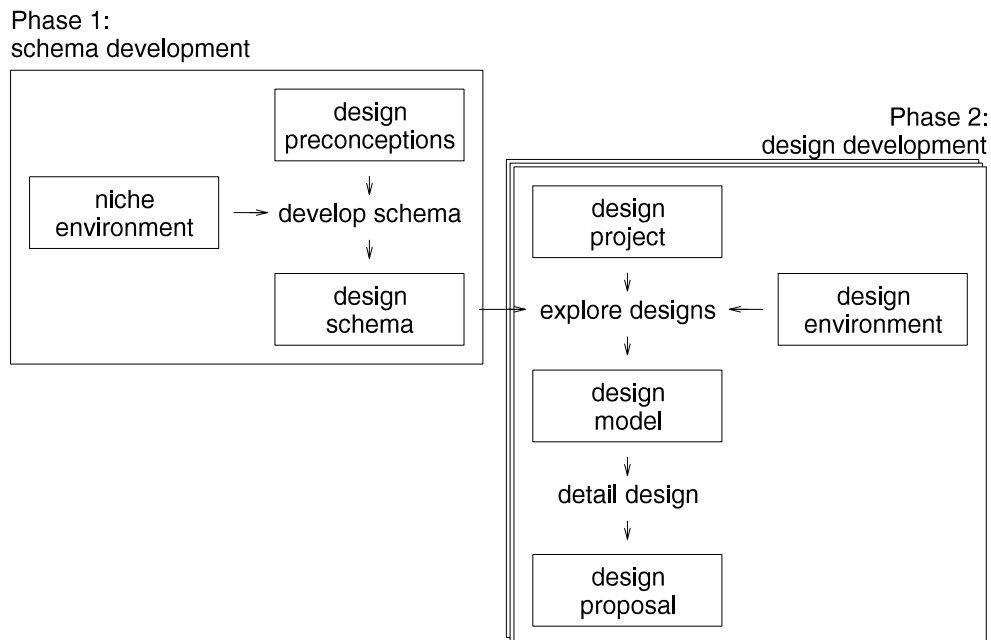 Phase 1:
schema development
design
preconceptions
niche
environment
develop schema
design
schema
Phase 2:
design development
design
project
explore designs
design
environment
design
model
detail design
design
proposal